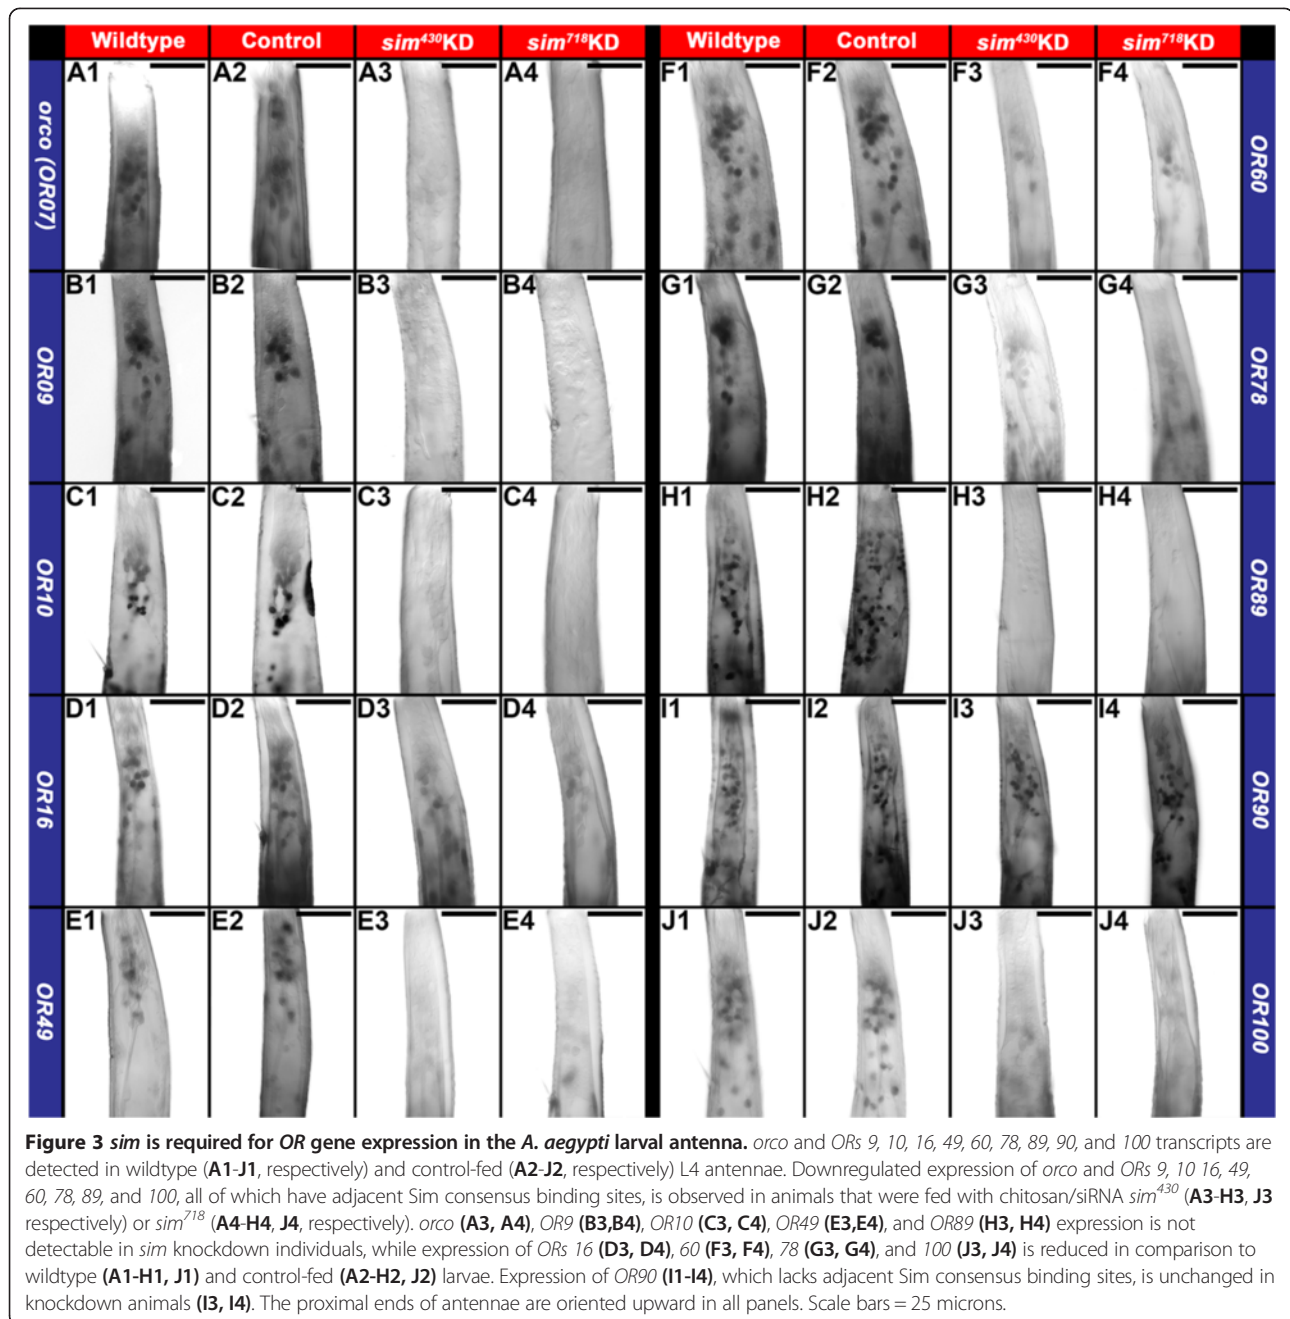 Wildtype Control sim430KD sim718KD Wildtype Control sim430KD sim718KD
orco (OR07) A1 A2 A3 A4 F1 F2 F3 F4 OR60
OR09 B1 B2 B3 B4 G1 G2 G3 G4 OR78
OR10 C1 C2 C3 C4 H1 H2 H3 H4 OR89
OR16 D1 D2 D3 D4 I1 I2 I3 I4 OR90
OR49 E1 E2 E3 E4 J1 J2 J3 J4 OR100
Figure 3 sim is required for OR gene expression in the A. aegypti larval antenna. orco and ORs 9, 10, 16, 49, 60, 78, 89, 90, and 100 transcripts are
detected in wildtype (A1-J1, respectively) and control-fed (A2-J2, respectively) L4 antennae. Downregulated expression of orco and ORs 9, 10 16, 49,
60, 78, 89, and 100, all of which have adjacent Sim consensus binding sites, is observed in animals that were fed with chitosan/siRNA sim430 (A3-H3, J3
respectively) or sim718 (A4-H4, J4, respectively). orco (A3, A4), OR9 (B3,B4), OR10 (C3, C4), OR49 (E3,E4), and OR89 (H3, H4) expression is not
detectable in sim knockdown individuals, while expression of ORs 16 (D3, D4), 60 (F3, F4), 78 (G3, G4), and 100 (J3, J4) is reduced in comparison to
wildtype (A1-H1, J1) and control-fed (A2-H2, J2) larvae. Expression of OR90 (I1-I4), which lacks adjacent Sim consensus binding sites, is unchanged in
knockdown animals (I3, I4). The proximal ends of antennae are oriented upward in all panels. Scale bars = 25 microns.